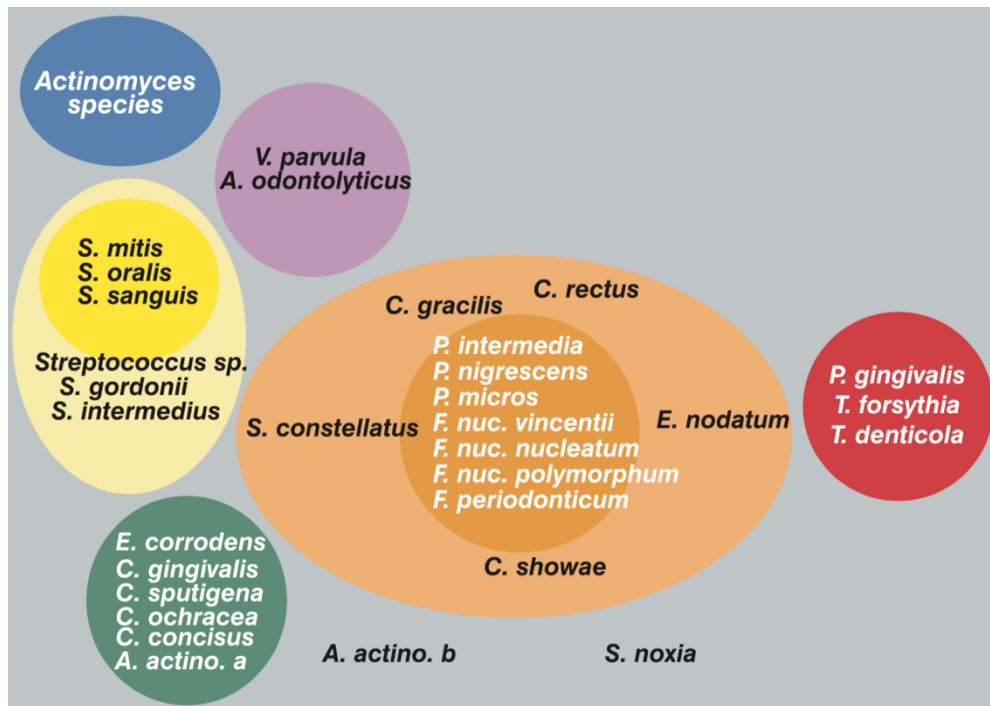 Actinomyces
species
V. parvula
A. odontolyticus
S. mitis
S. oralis
S. sanguis
Streptococcus sp.
S. gordonii
S. intermedius
C. gracilis
C. rectus
P. intermedia
P. nigrescens
P. micros
F. nuc. vincentii
F. nuc. nucleatum
F. nuc. polymorphum
F. periodonticum
S. constellatus
E. nodatum
C. showae
P. gingivalis
T. forsythia
T. denticola
E. corrodens
C. gingivalis
C. sputigena
C. ochracea
C. concisus
A. actino. a
A. actino. b
S. noxia